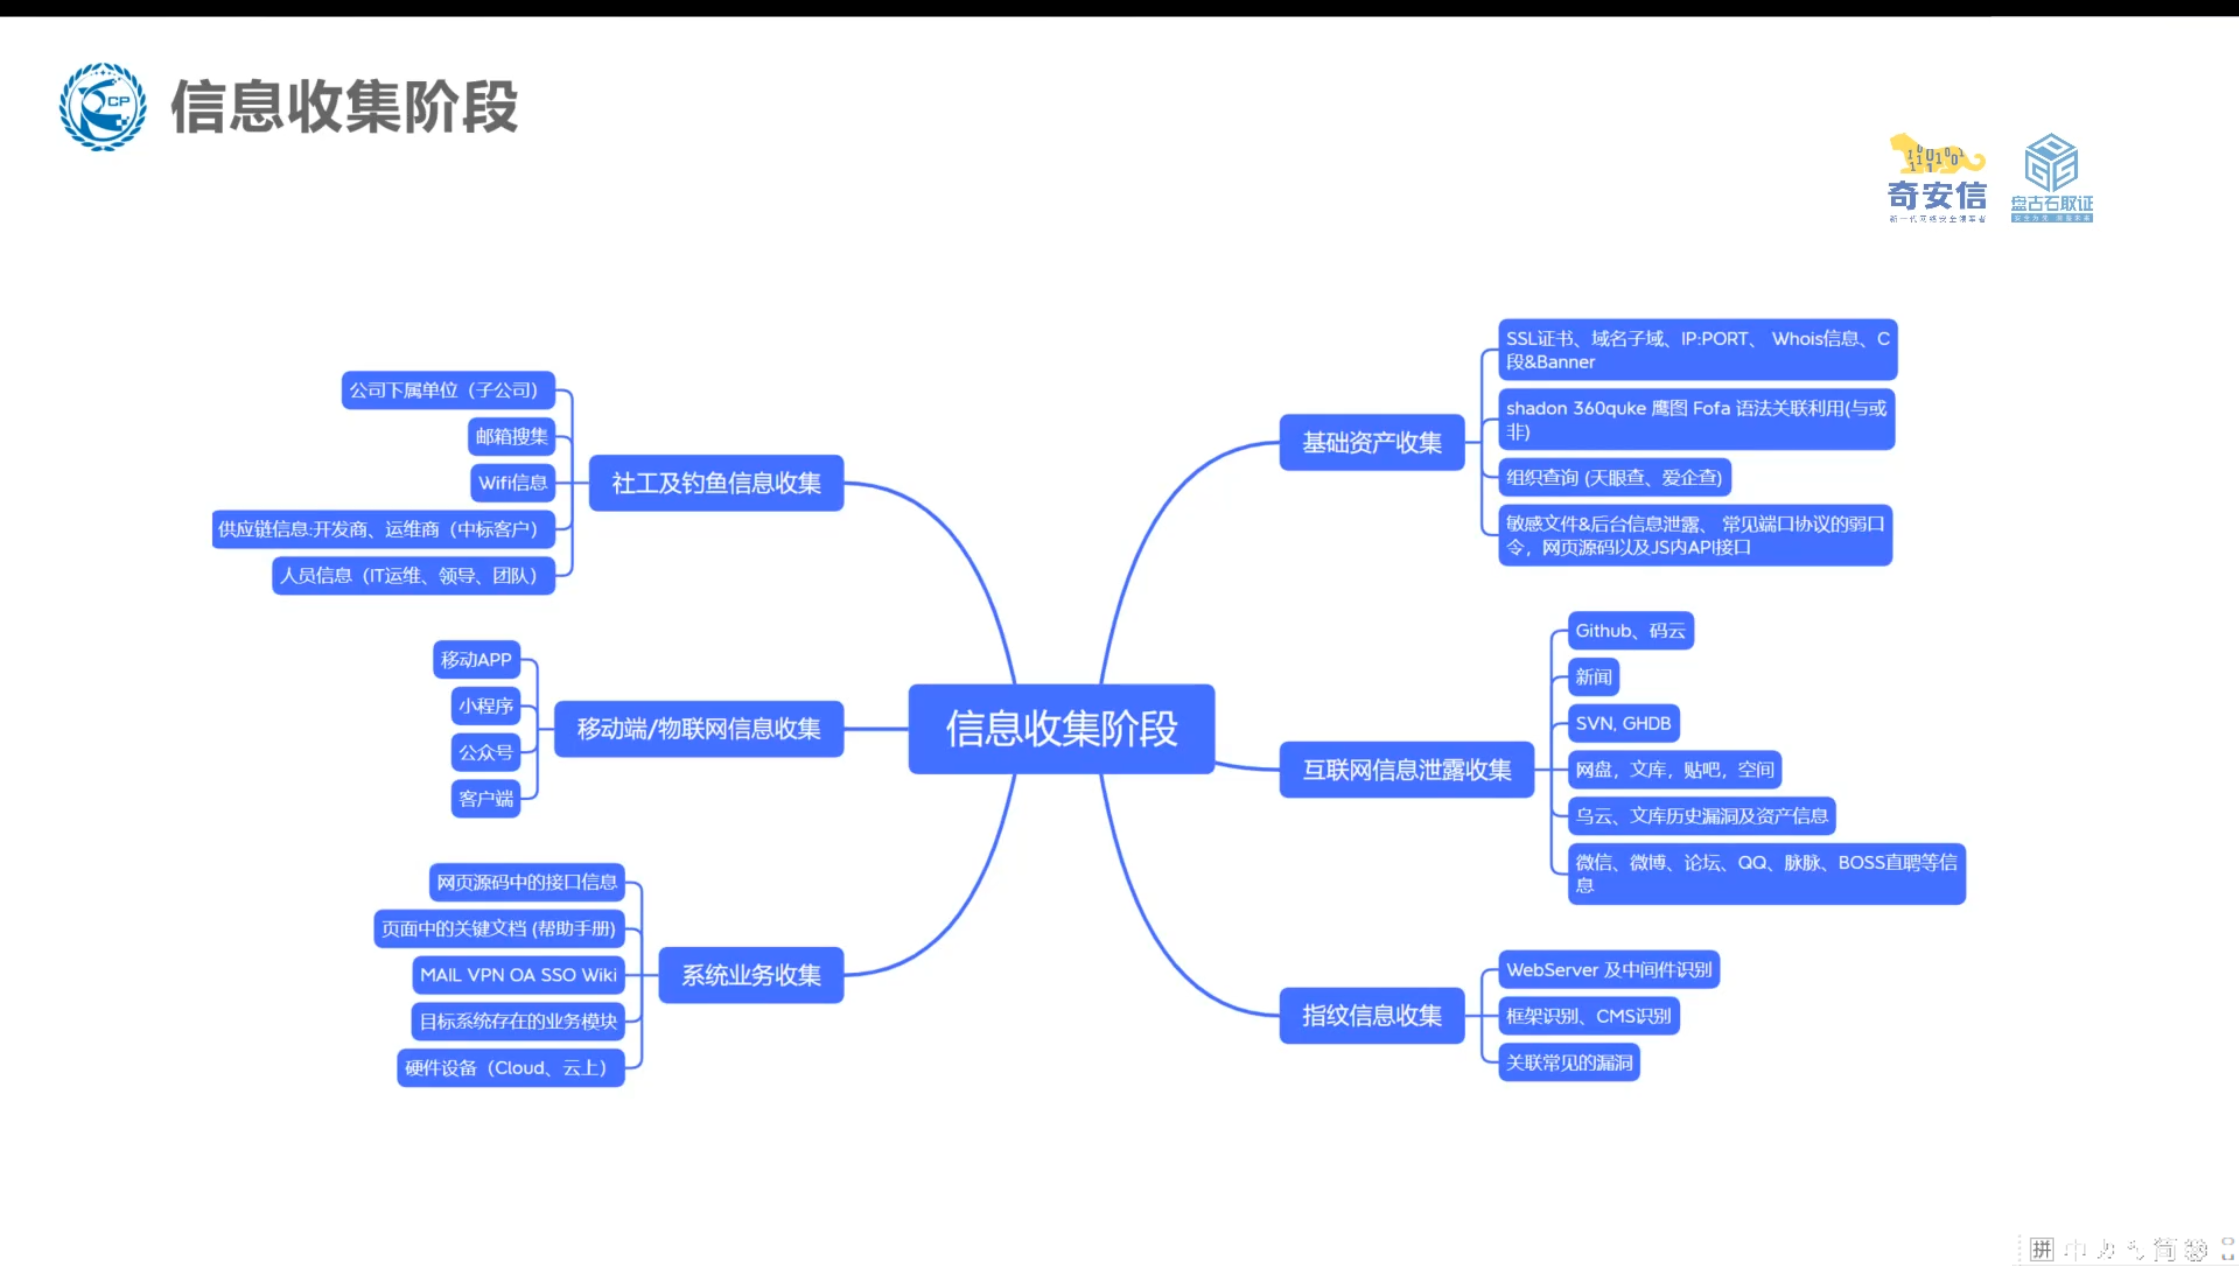 CP
信息收集阶段
奇安信
新一代网络安全领军者
盘古石取证
公司下属单位（子公司）
邮箱搜集
Wifi信息
供应链信息:开发商、运维商（中标客户）
人员信息（IT运维、领导、团队）
社工及钓鱼信息收集
移动APP
小程序
公众号
客户端
移动端/物联网信息收集
网页源码中的接口信息
页面中的关键文档 (帮助手册)
MAIL VPN OA SSO Wiki
目标系统存在的业务模块
硬件设备（Cloud、云上）
系统业务收集
信息收集阶段
基础资产收集
SSL证书、域名子域、IP:PORT、 Whois信息、C
段&Banner
shadon 360quke 鹰图 Fofa 语法关联利用(与或
非)
组织查询 (天眼查、爱企查)
敏感文件&后台信息泄露、 常见端口协议的弱口
令，网页源码以及JS内API接口
互联网信息泄露收集
Github、码云
新闻
SVN, GHDB
网盘，文库，贴吧，空间
乌云、文库历史漏洞及资产信息
微信、微博、论坛、QQ、脉脉、BOSS直聘等信
息
指纹信息收集
WebServer 及中间件识别
框架识别、CMS识别
关联常见的漏洞
拼 中 简